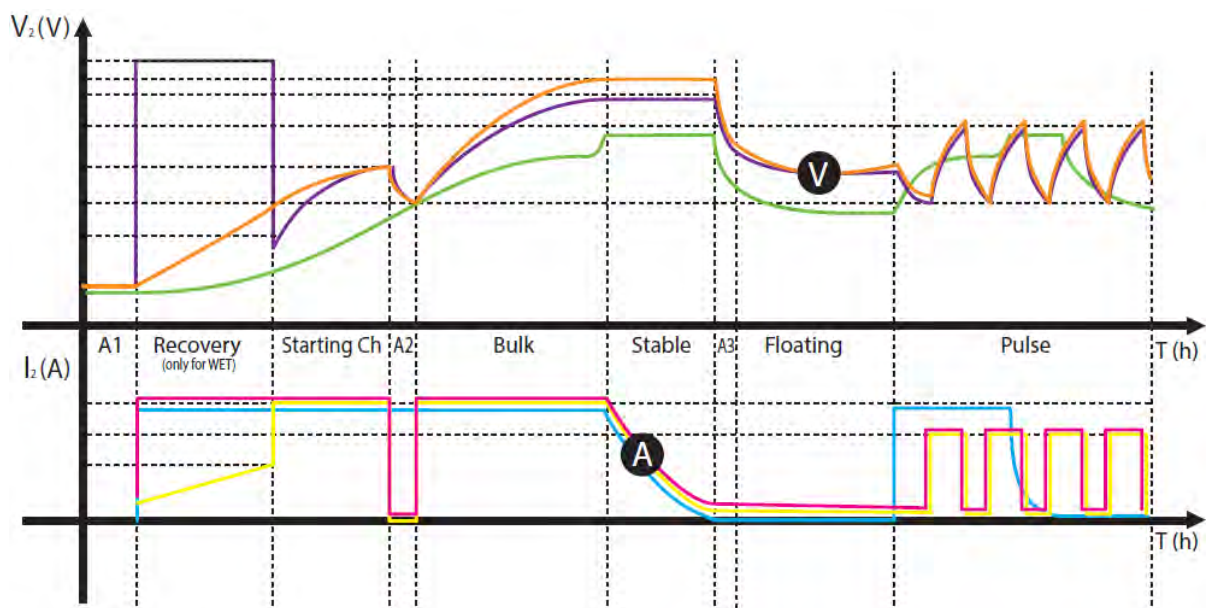 V₂(V)
V
A1 Recovery Starting Ch A2 Bulk Stable A3 Floating Pulse
(only for WET)
T(h)
I₂(A)
A
T(h)